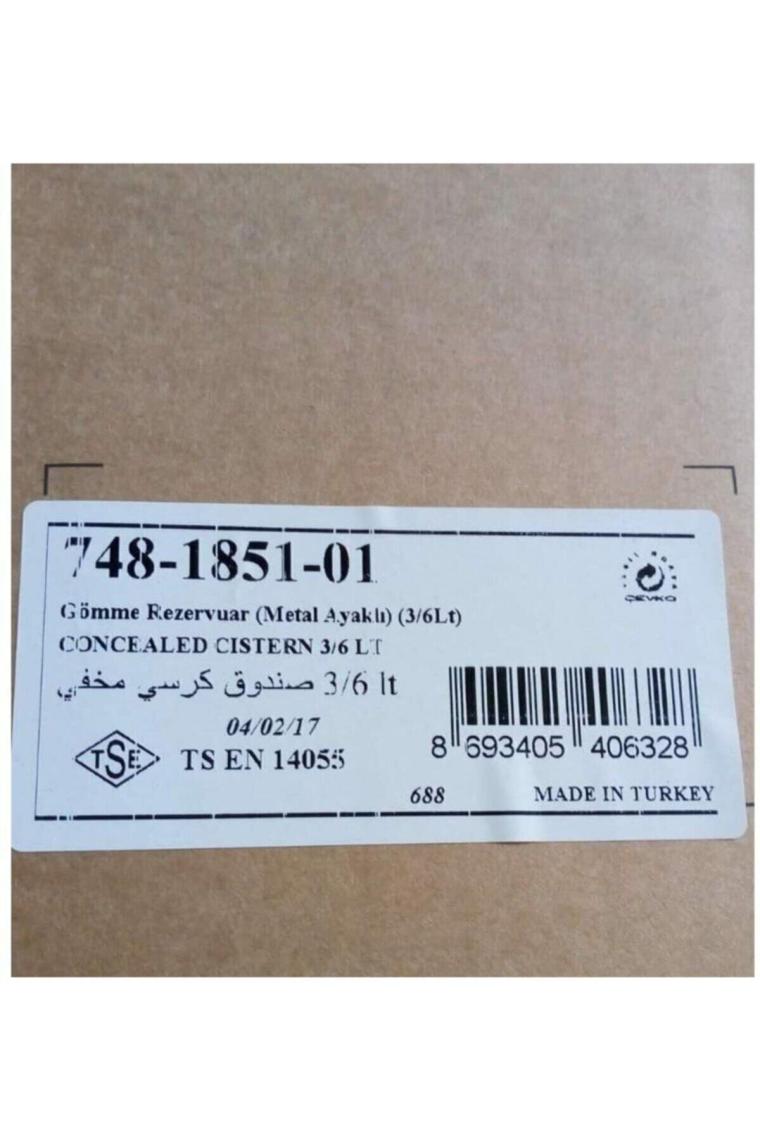 748-1851-01
Gömme Rezervuar (Metal Ayaklı) (3/6Lt)
ÇEVKO
CONCEALED CISTERN 3/6 LT
صندوق كرسي مخفي 3/6 lt
04/02/17
TSE TS EN 14055
8 693405 406328
688 MADE IN TURKEY